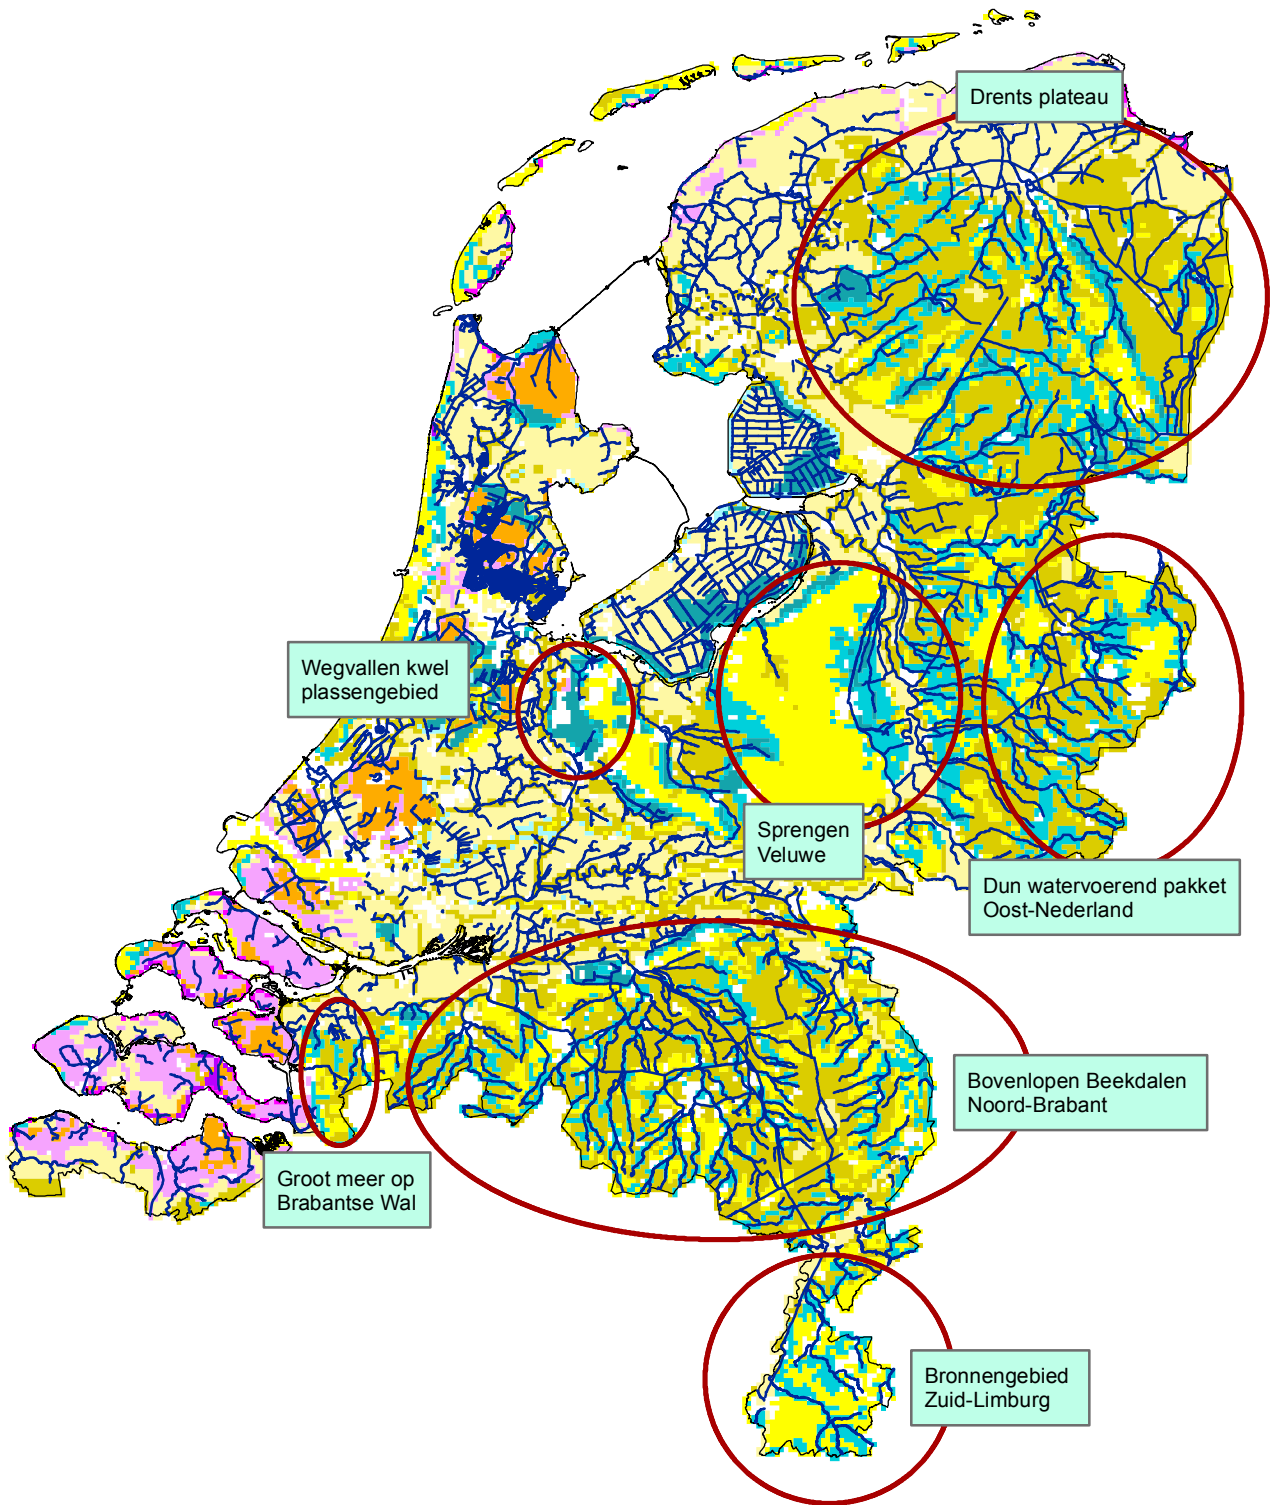 Drents plateau
Wegvallen kwel
plassengebied
Sprengen
Veluwe
Dun watervoerend pakket
Oost-Nederland
Bovenlopen Beekdalen
Noord-Brabant
Groot meer op
Brabantse Wal
Bronnengebied
Zuid-Limburg